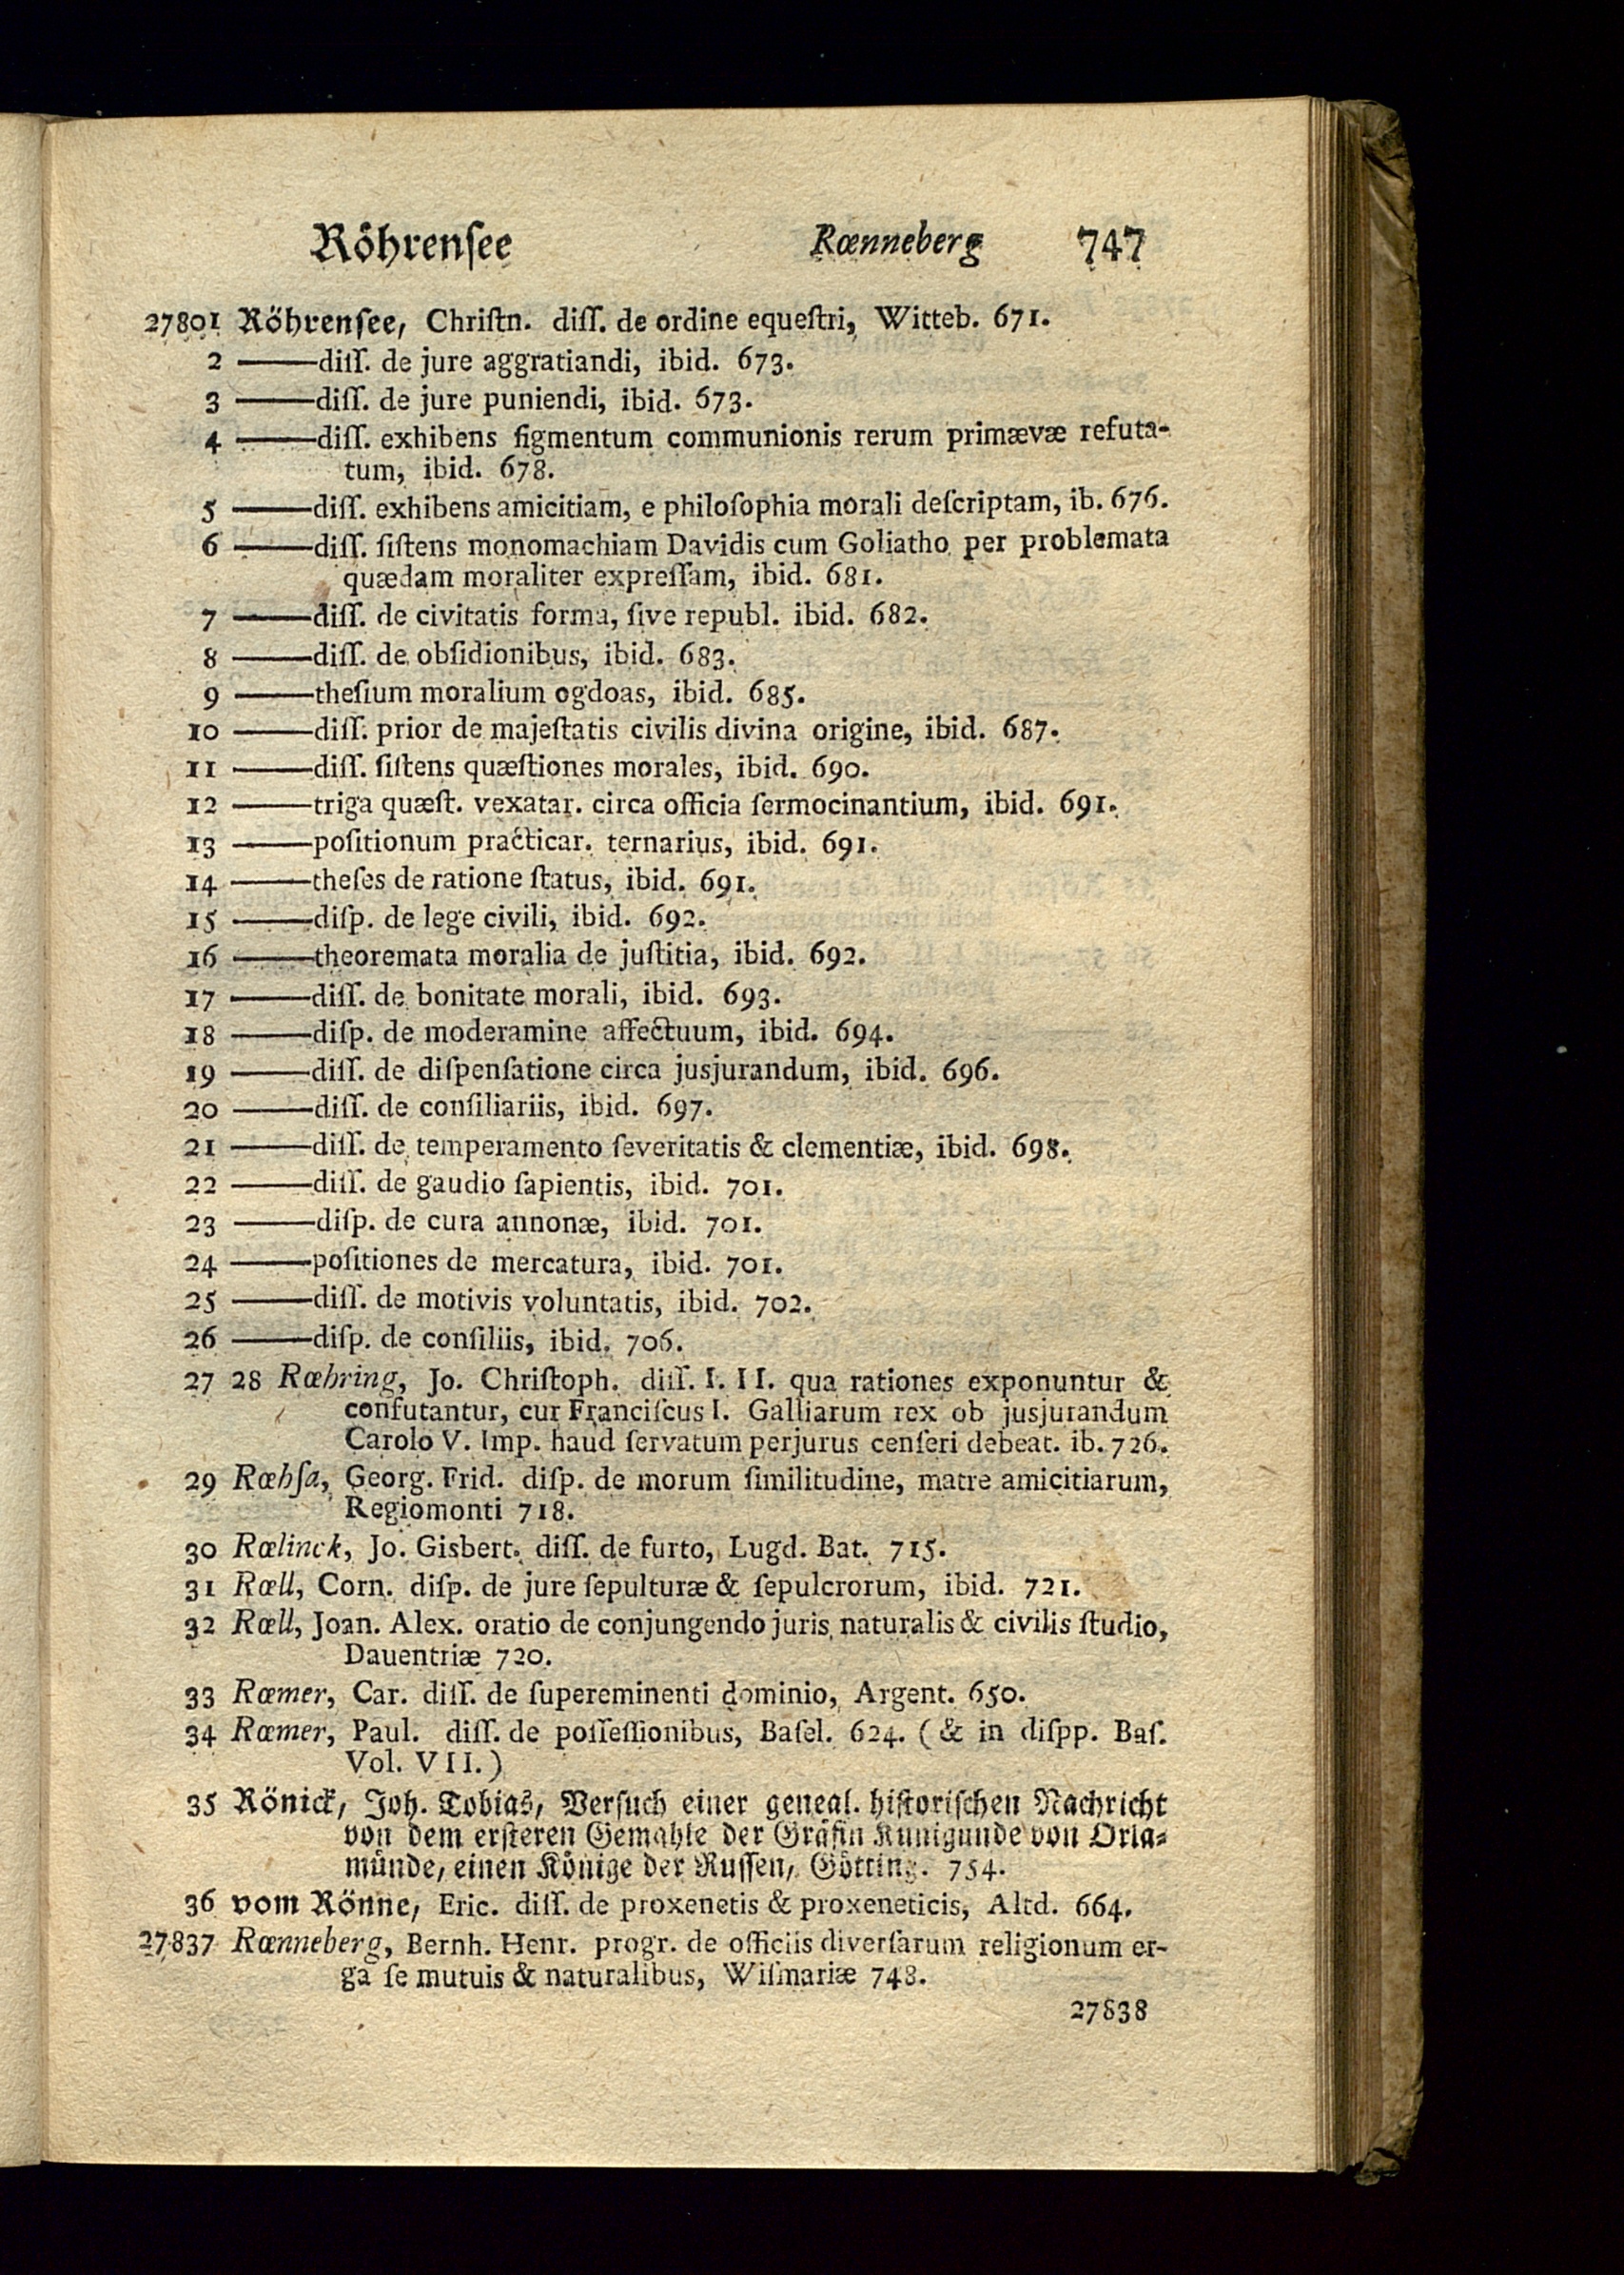 Röhrensee Rœnneberg 747
27801 Röhrensee, Christn. diſſ. de ordine equeſtri, Witteb. 671.
2 ——diſſ. de jure aggratiandi, ibid. 673.
3 ——diſſ. de jure puniendi, ibid. 673.
4 ——diſſ. exhibens figmentum communionis rerum primævæ refuta-
tum, ibid. 678.
5 ——diſſ. exhibens amicitiam, e philoſophia morali deſcriptam, ib. 676.
6 ——diſſ. ſiſtens monomachiam Davidis cum Goliatho per problemata
quædam moraliter expreſſam, ibid. 681.
7 ——diſſ. de civitatis forma, ſive republ. ibid. 682.
8 ——diſſ. de obſidionibus, ibid. 683.
9 ——theſium moralium ogdoas, ibid. 685.
10 ——diſſ. prior de majeſtatis civilis divina origine, ibid. 687.
11 ——diſſ. ſiſtens quæſtiones morales, ibid. 690.
12 ——triga quæſt. vexatar. circa officia ſermocinantium, ibid. 691.
13 ——poſitionum practicar. ternarius, ibid. 691.
14 ——theſes de ratione ſtatus, ibid. 691.
15 ——diſp. de lege civili, ibid. 692.
16 ——theoremata moralia de juſtitia, ibid. 692.
17 ——diſſ. de bonitate morali, ibid. 693.
18 ——diſp. de moderamine affectuum, ibid. 694.
19 ——diſſ. de diſpenſatione circa jusjurandum, ibid. 696.
20 ——diſſ. de conſiliariis, ibid. 697.
21 ——diſſ. de temperamento ſeveritatis & clementiæ, ibid. 698.
22 ——diſſ. de gaudio ſapientis, ibid. 701.
23 ——diſp. de cura annonæ, ibid. 701.
24 ——poſitiones de mercatura, ibid. 701.
25 ——diſſ. de motivis voluntatis, ibid. 702.
26 ——diſp. de conſiliis, ibid. 706.
27 28 Rœhring, Jo. Chriſtoph. diſſ. I. II. qua rationes exponuntur &
confutantur, cur Franciſcus I. Galliarum rex ob jusjurandum
Carolo V. Imp. haud ſervatum perjurus cenſeri debeat. ib. 726.
29 Rœhſa, Georg. Frid. diſp. de morum ſimilitudine, matre amicitiarum,
Regiomonti 718.
30 Rœlinck, Jo. Gisbert. diſſ. de furto, Lugd. Bat. 715.
31 Rœll, Corn. diſp. de jure ſepulturæ & ſepulcrorum, ibid. 721.
32 Rœll, Joan. Alex. oratio de conjungendo juris naturalis & civilis ſtudio,
Dauentriæ 720.
33 Rœmer, Car. diſſ. de ſupereminenti dominio, Argent. 650.
34 Rœmer, Paul. diſſ. de poſſeſſionibus, Baſel. 624. (& in diſpp. Baſ.
Vol. VII.)
35 Rönick, Joh. Tobias, Verſuch einer geneal. hiſtoriſchen Nachricht
von dem erſteren Gemahle der Gräfin Kunigunde von Orla-
münde, einen Könige der Ruſſen, Götting. 754.
36 vom Rönne, Eric. diſſ. de proxenetis & proxeneticis, Altd. 664.
27837 Rœnneberg, Bernh. Henr. progr. de officiis diverſarum religionum er-
ga ſe mutuis & naturalibus, Wiſmariæ 748.
27838